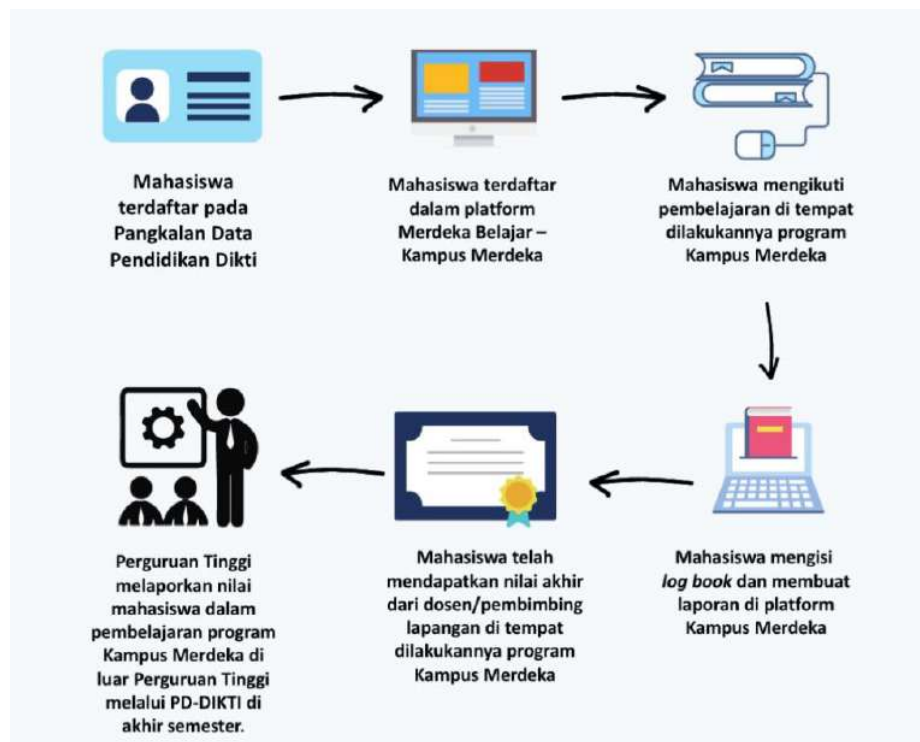 Mahasiswa
terdaftar pada
Pangkalan Data
Pendidikan Dikti
Mahasiswa terdaftar
dalam platform
Merdeka Belajar –
Kampus Merdeka
Mahasiswa mengikuti
pembelajaran di tempat
dilakukannya program
Kampus Merdeka
Mahasiswa mengisi
log book dan membuat
laporan di platform
Kampus Merdeka
Mahasiswa telah
mendapatkan nilai akhir
dari dosen/pembimbing
lapangan di tempat
dilakukannya program
Kampus Merdeka
Perguruan Tinggi
melaporkan nilai
mahasiswa dalam
pembelajaran program
Kampus Merdeka di
luar Perguruan Tinggi
melalui PD-DIKTI di
akhir semester.